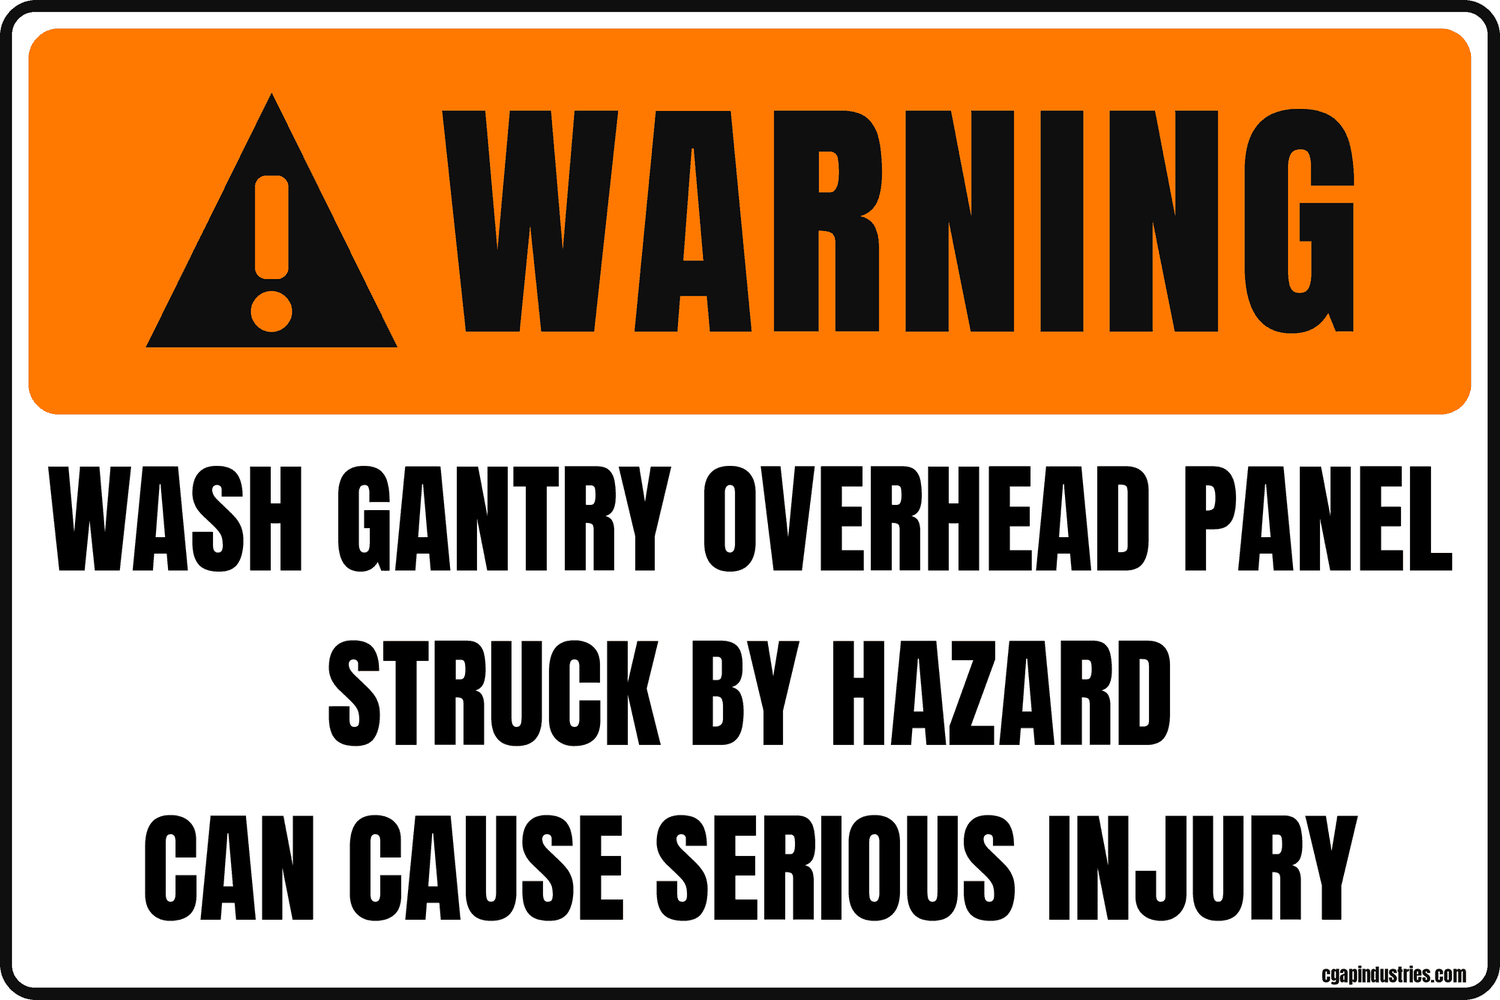 WARNING
WASH GANTRY OVERHEAD PANEL
STRUCK BY HAZARD
CAN CAUSE SERIOUS INJURY
cgapindustries.com